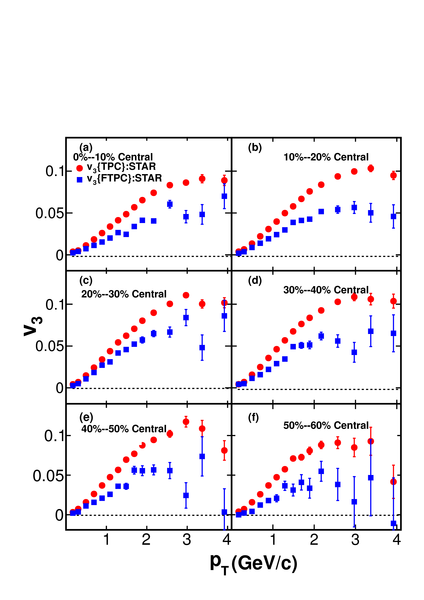 (a)
0%--10% Central
v3{TPC}:STAR
v3{FTPC}:STAR
(b)
10%--20% Central
0.1
0.05
0
(c)
20%--30% Central
(d)
30%--40% Central
0.1
0.05
0
v3
(e)
40%--50% Central
(f)
50%--60% Central
0.1
0.05
0
0 1 2 3 4 0 1 2 3 4
pT(GeV/c)